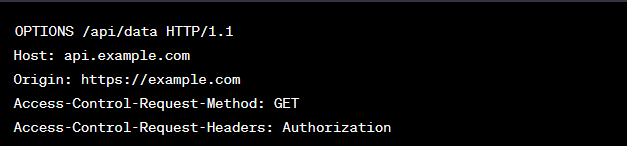 OPTIONS /api/data HTTP/1.1
Host: api.example.com
Origin: https://example.com
Access-Control-Request-Method: GET
Access-Control-Request-Headers: Authorization